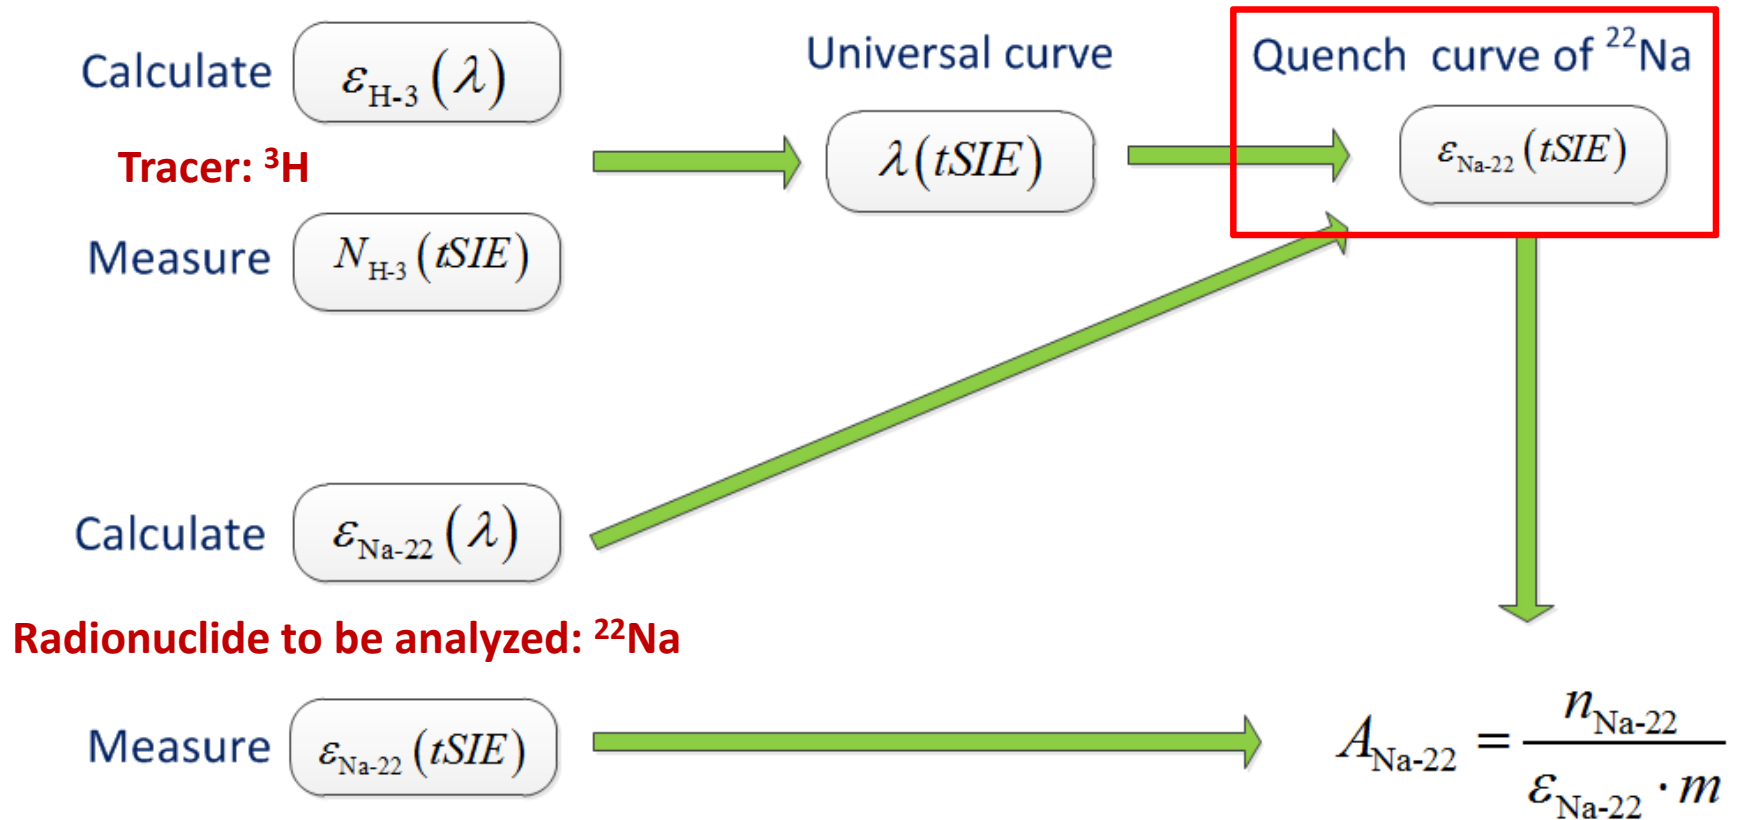 Calculate ε_H-3 (λ)
Tracer: ³H
Measure N_H-3 (tSIE)
Universal curve
λ(tSIE)
Quench curve of ²²Na
ε_Na-22 (tSIE)
Calculate ε_Na-22 (λ)
Radionuclide to be analyzed: ²²Na
Measure ε_Na-22 (tSIE)
A_Na-22 = n_Na-22 / ε_Na-22 · m